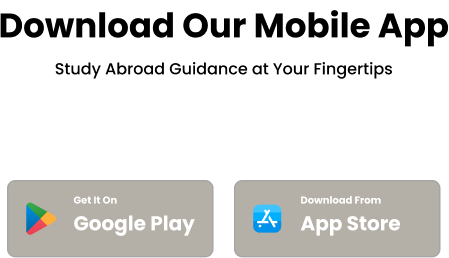 Download Our Mobile App
Study Abroad Guidance at Your Fingertips
Get It On
Google Play
Download From
App Store